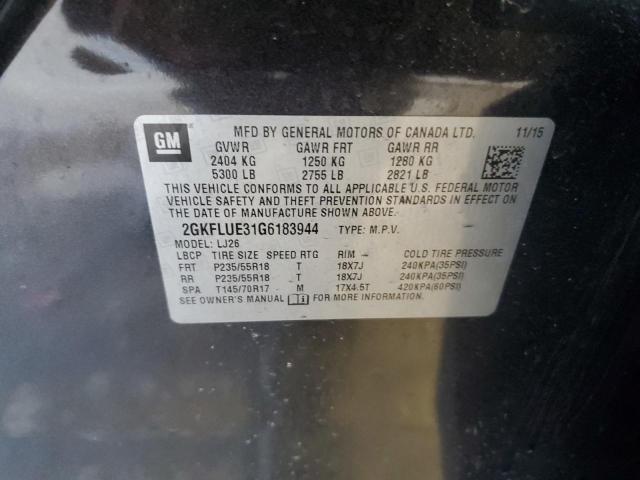 GM
MFD BY GENERAL MOTORS OF CANADA LTD. 11/15
GVWR GAWR FRT GAWR RR
2404 KG 1250 KG 1280 KG
5300 LB 2755 LB 2821 LB
THIS VEHICLE CONFORMS TO ALL APPLICABLE U.S. FEDERAL MOTOR
VEHICLE SAFETY AND BUMPER STANDARDS IN EFFECT ON
THE DATE OF MANUFACTURE SHOWN ABOVE.
2GKFLUE31G6183944 TYPE: M.P.V.
MODEL: LJ26
LBCP TIRE SIZE SPEED RTG RIM COLD TIRE PRESSURE
FRT P235/55R18 T 18X7J 240KPA(35PSI)
RR P235/55R18 T 18X7J 240KPA(35PSI)
SPA T145/70R17 M 17X4.5T 420KPA(60PSI)
SEE OWNER'S MANUAL FOR MORE INFORMATION.